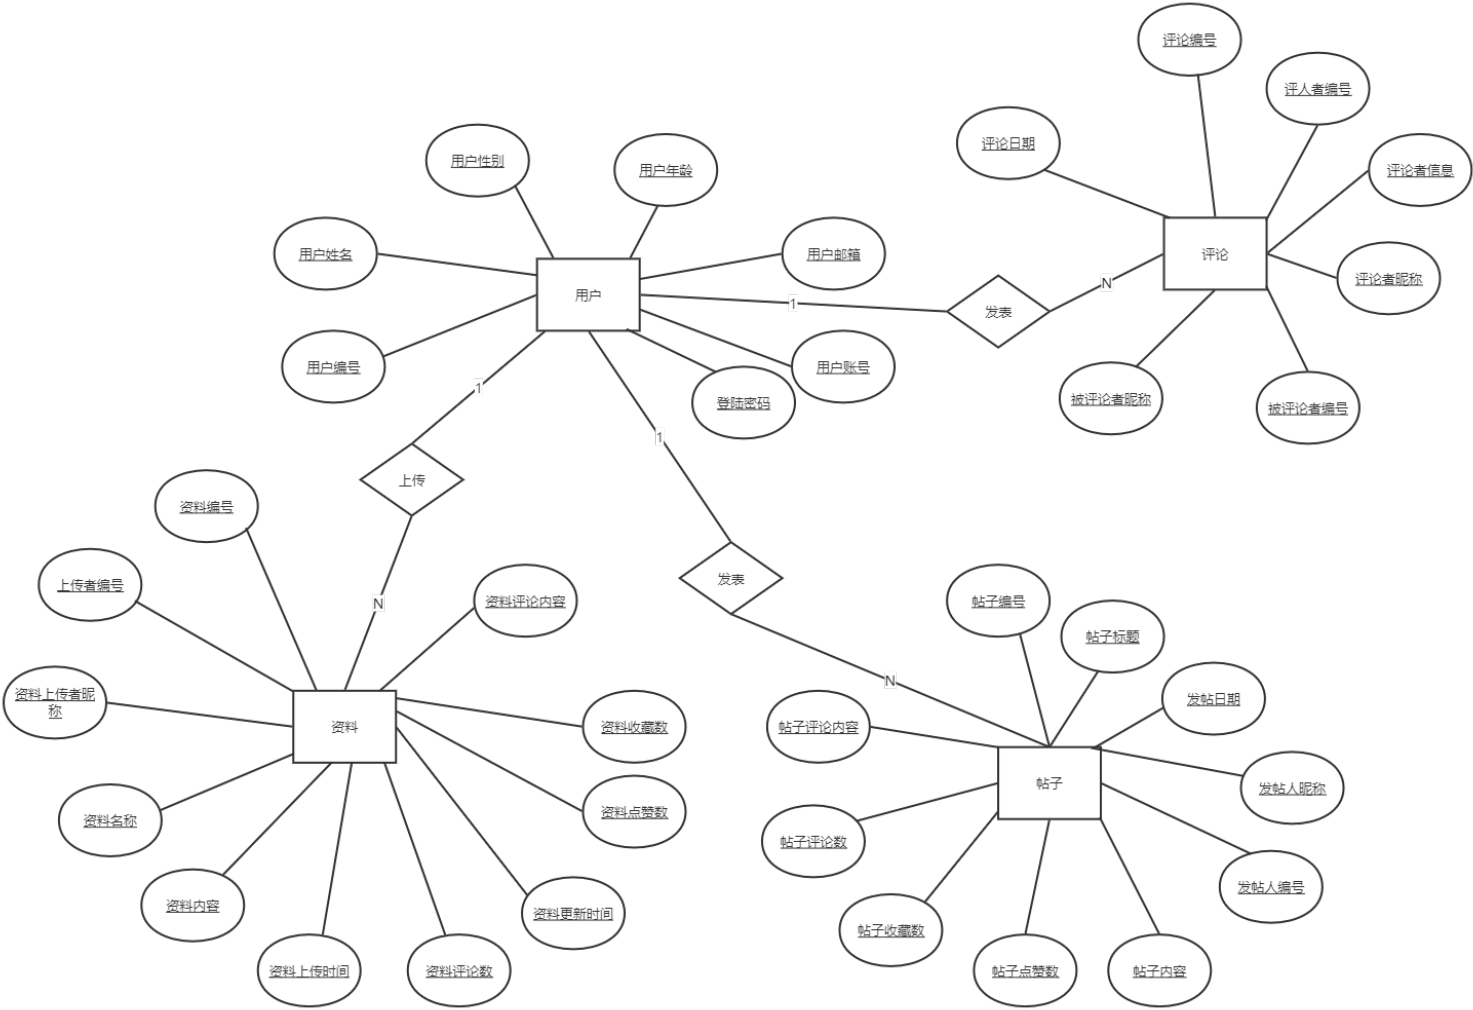 评论编号
评人者编号
评论日期
用户性别
用户年龄
评论者信息
用户姓名
用户邮箱
评论
评论者昵称
用户
1
发表
N
用户编号
用户账号
登陆密码
被评论者昵称
被评论者编号
1
1
上传
资料编号
发表
上传者编号
N
资料评论内容
帖子编号
帖子标题
资料上传者昵
称
N
发帖日期
资料
资料收藏数
帖子评论内容
帖子
发帖人昵称
资料名称
资料点赞数
帖子评论数
发帖人编号
资料内容
资料更新时间
帖子收藏数
资料上传时间
资料评论数
帖子点赞数
帖子内容